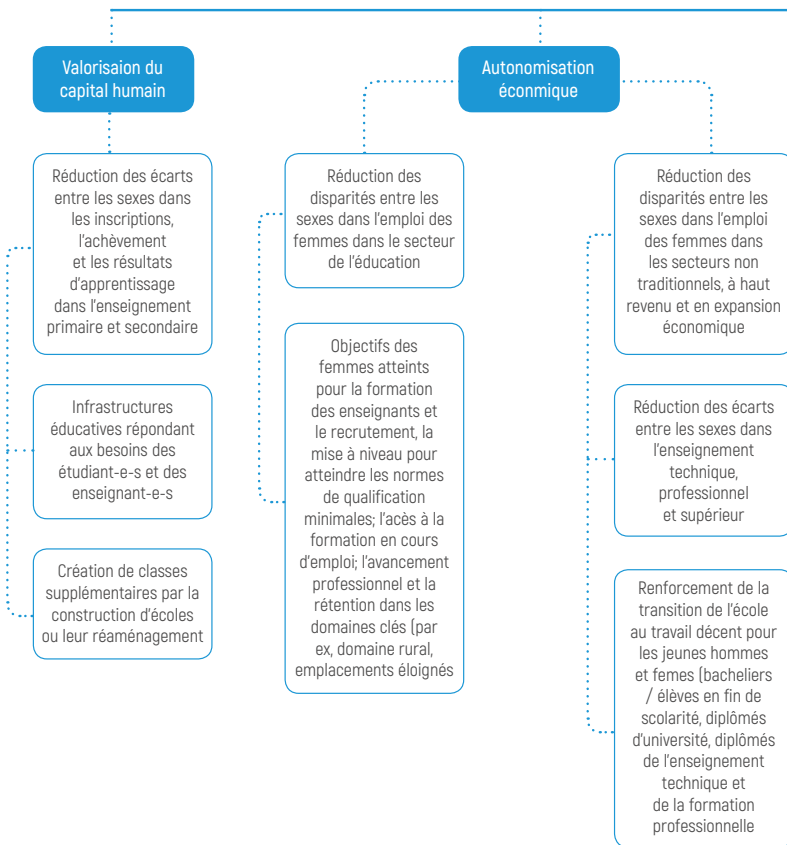 Valorisaion du
capital humain
Réduction des écarts
entre les sexes dans
les inscriptions,
l'achèvement
et les résultats
d'apprentissage
dans l'enseignement
primaire et secondaire
Infrastructures
éducatives répondant
aux besoins des
étudiant-e-s et des
enseignant-e-s
Création de classes
supplémentaires par la
construction d'écoles
ou leur réaménagement
Autonomisation
éconmique
Réduction des
disparités entre les
sexes dans l'emploi des
femmes dans le secteur
de l'éducation
Objectifs des
femmes atteints
pour la formation
des enseignants et
le recrutement, la
mise à niveau pour
atteindre les normes
de qualification
minimales; l'acès à la
formation en cours
d'emploi; l'avancement
professionnel et la
rétention dans les
domaines clés (par
ex, domaine rural,
emplacements éloignés
Réduction des
disparités entre les
sexes dans l'emploi
des femmes dans
les secteurs non
traditionnels, à haut
revenu et en expansion
économique
Réduction des écarts
entre les sexes dans
l'enseignement
technique,
professionnel
et supérieur
Renforcement de la
transition de l'école
au travail décent pour
les jeunes hommes
et femes (bacheliers
/ élèves en fin de
scolarité, diplômés
d'université, diplômés
de l'enseignement
technique et
de la formation
professionnelle